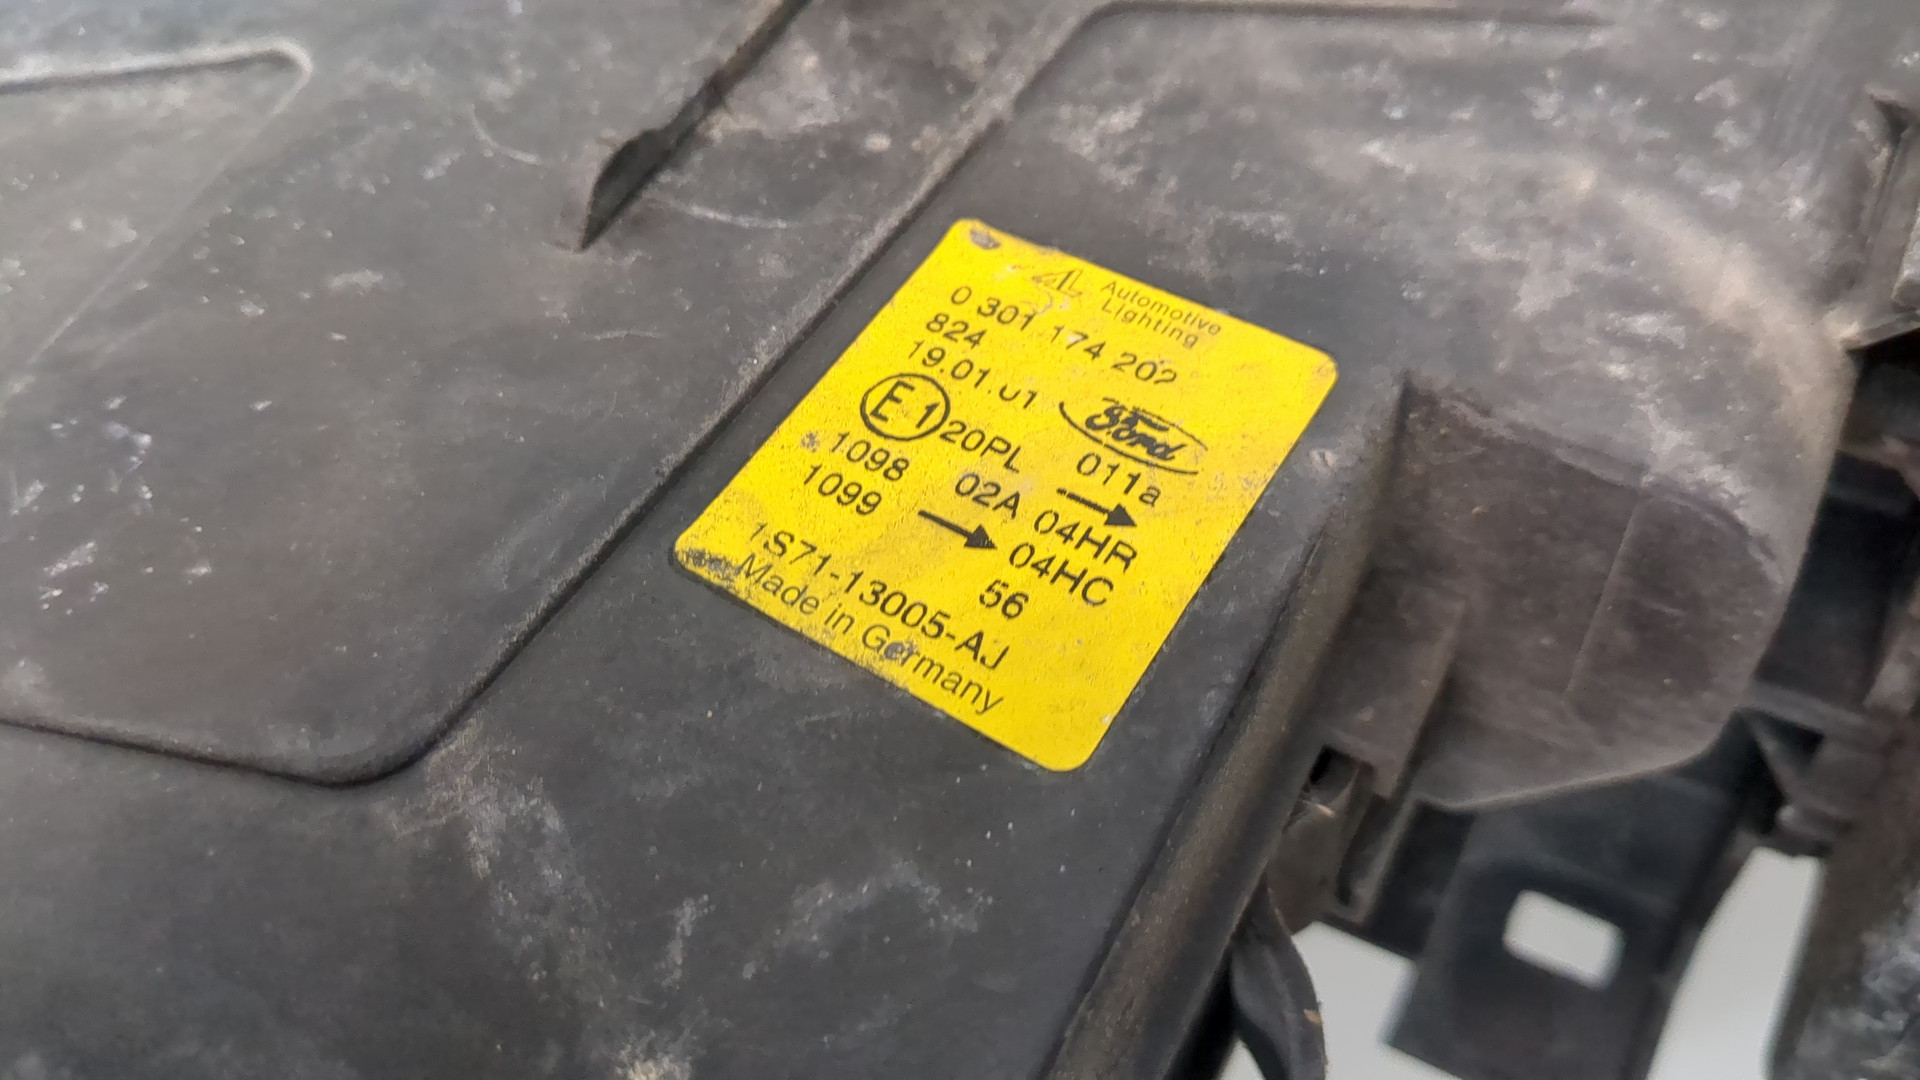 AL Automotive
Lighting
0 301 174 202
824
19.01.01 Ford
E1 20PL 011a
1098 02A → 04HR
1099 → 04HC
56
1S71-13005-AJ
Made in Germany